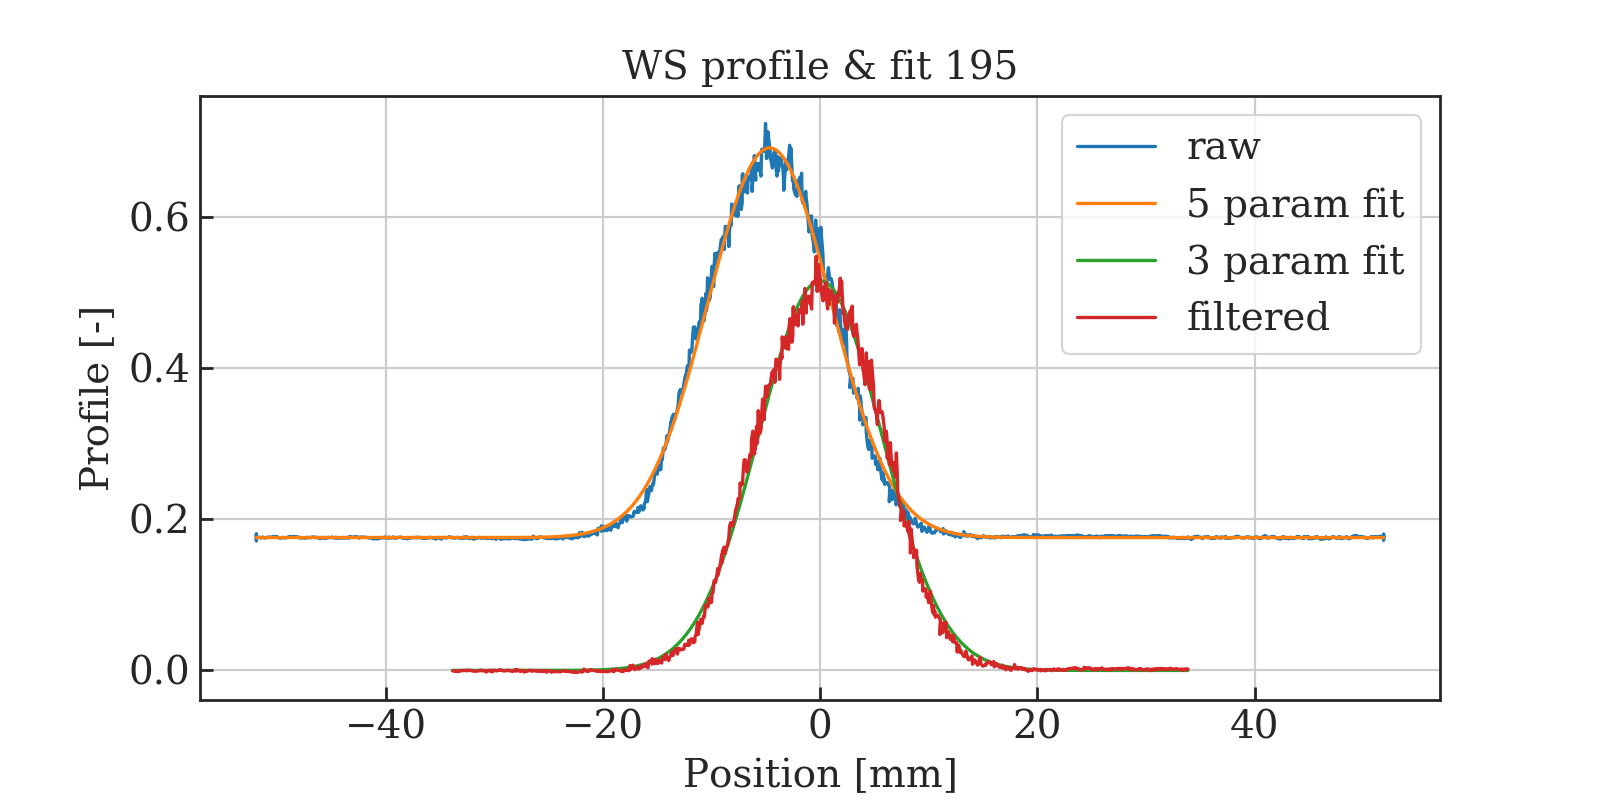 WS profile & fit 195
raw
5 param fit
3 param fit
filtered
Profile [-]
0.6
0.4
0.2
0.0
−40 −20 0 20 40
Position [mm]